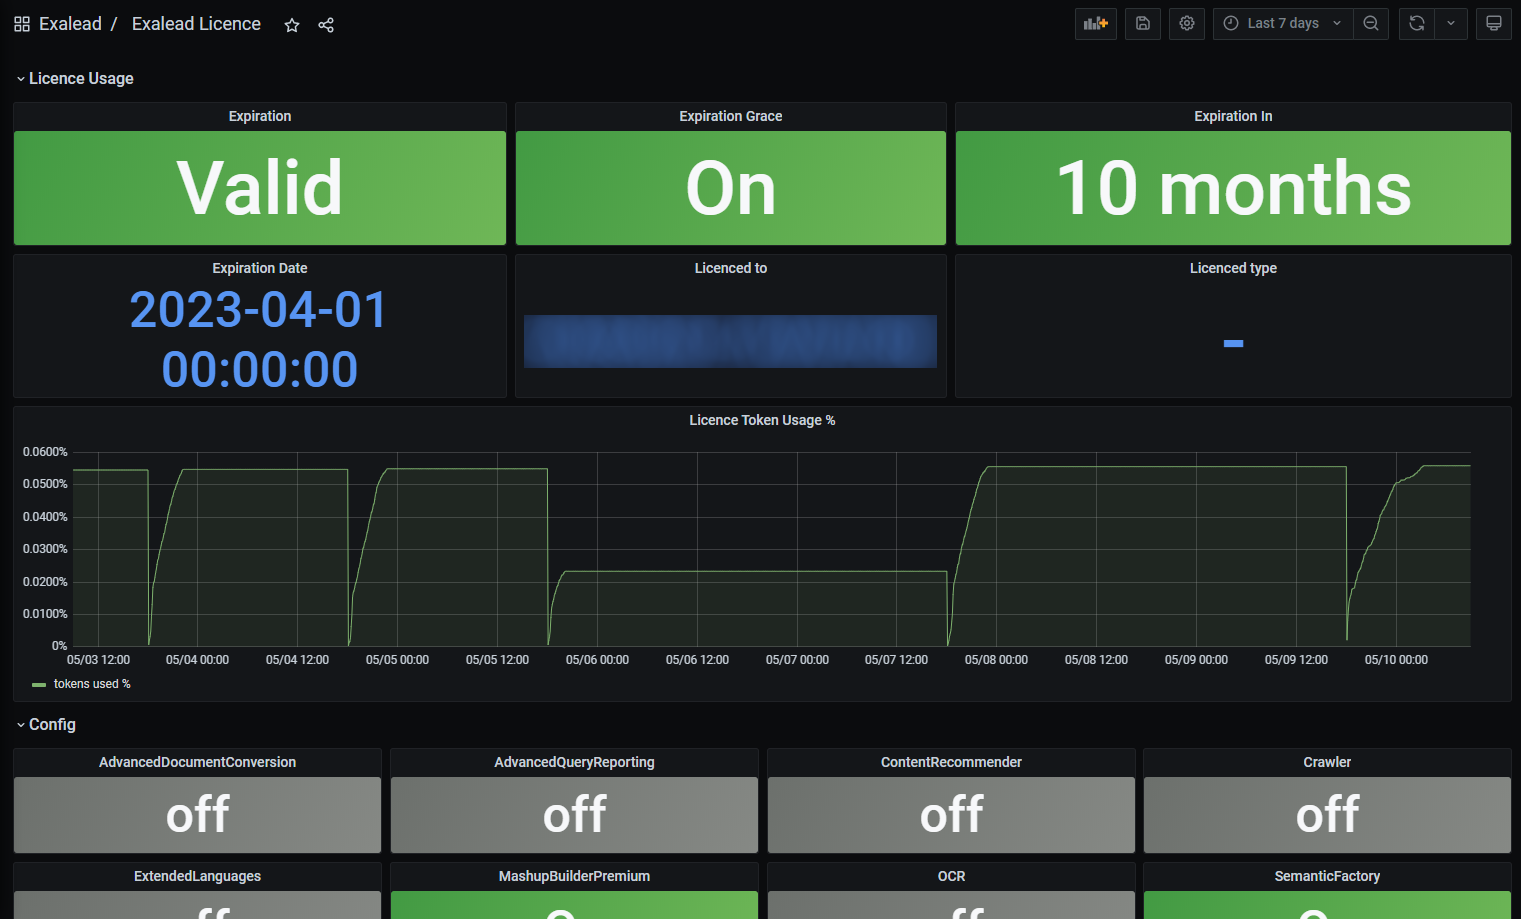 Exalead / Exalead Licence
Last 7 days
Licence Usage
Expiration
Valid
Expiration Grace
On
Expiration In
10 months
Expiration Date
2023-04-01
00:00:00
Licenced to
Licenced type
-
Licence Token Usage %
0.0600%
0.0500%
0.0400%
0.0300%
0.0200%
0.0100%
0%
05/03 12:00 05/04 00:00 05/04 12:00 05/05 00:00 05/05 12:00 05/06 00:00 05/06 12:00 05/07 00:00 05/07 12:00 05/08 00:00 05/08 12:00 05/09 00:00 05/09 12:00 05/10 00:00
tokens used %
Config
AdvancedDocumentConversion
off
AdvancedQueryReporting
off
ContentRecommender
off
Crawler
off
ExtendedLanguages
MashupBuilderPremium
OCR
SemanticFactory